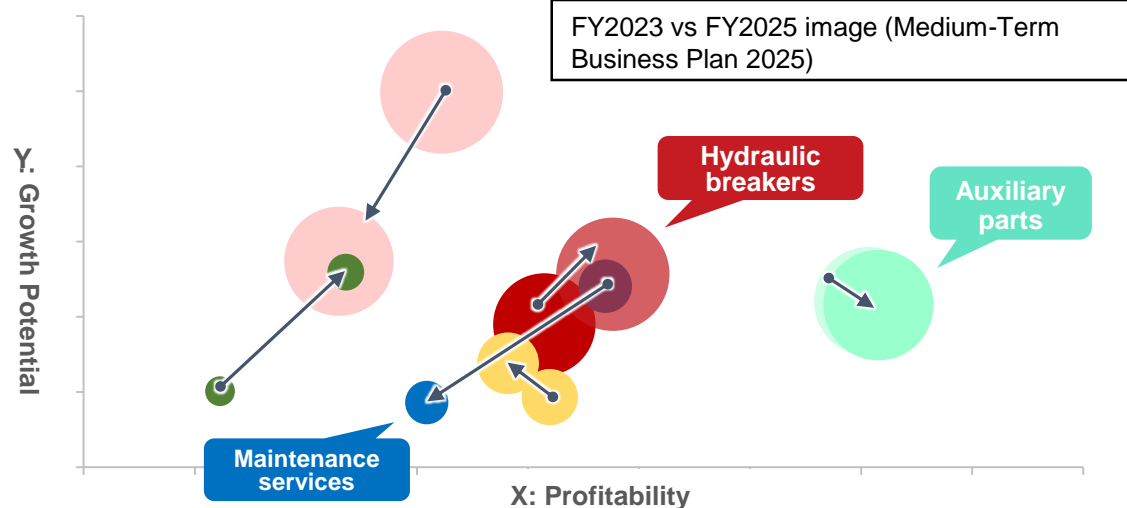 FY2023 vs FY2025 image (Medium-Term
Business Plan 2025)
Y: Growth Potential
Hydraulic
breakers
Auxiliary
parts
Maintenance
services
X: Profitability